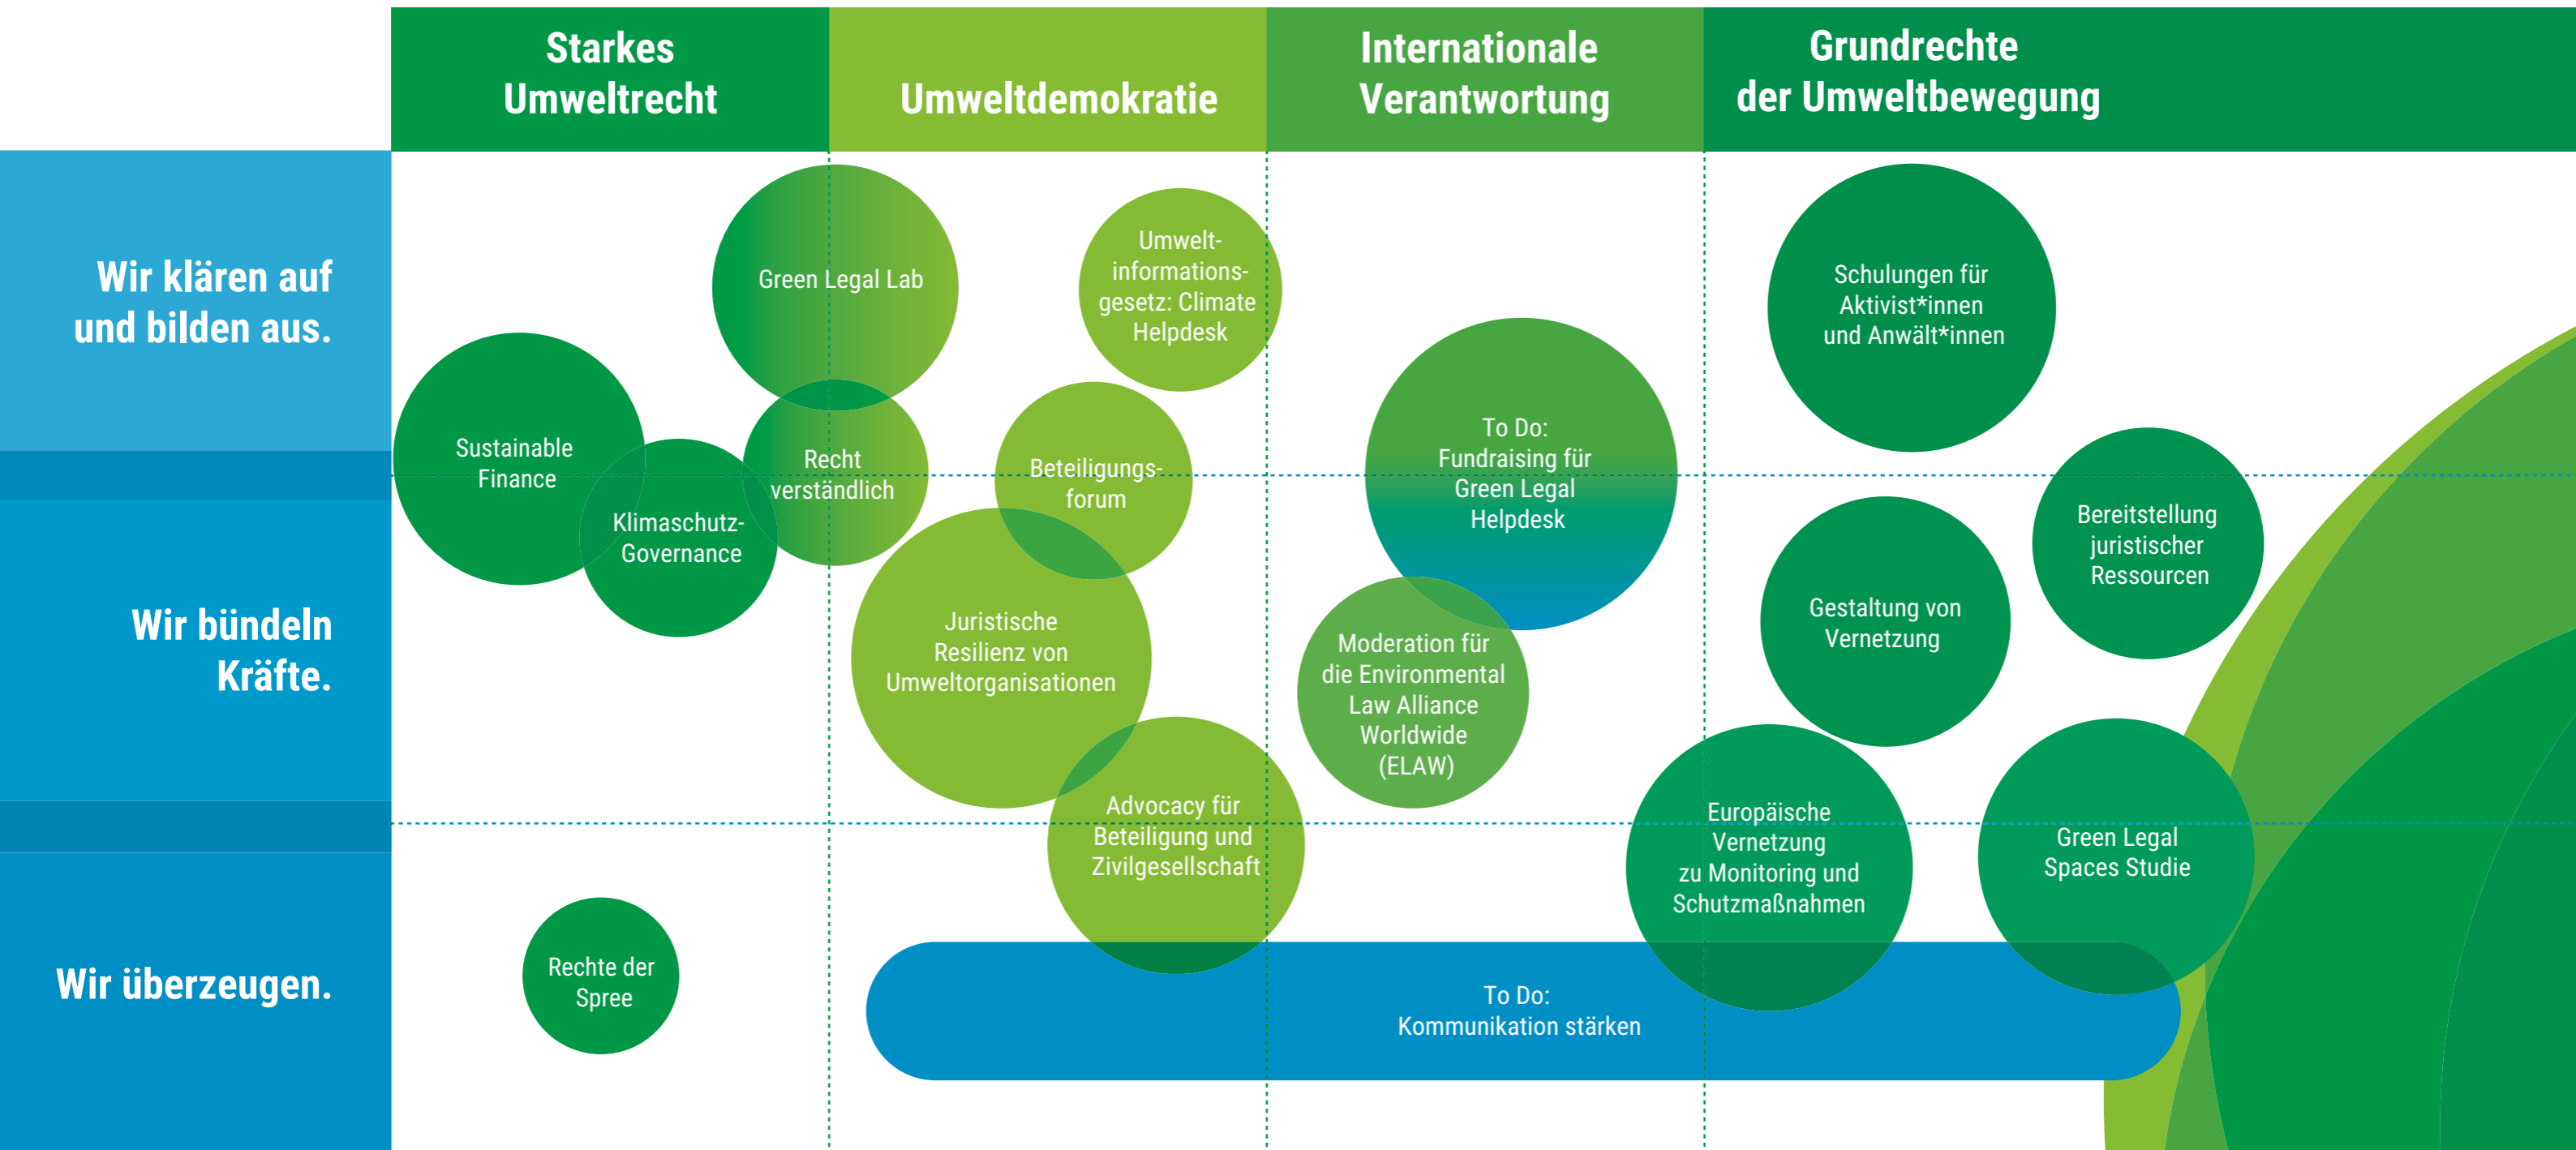 Starkes
Umweltrecht
Umweltdemokratie
Internationale
Verantwortung
Grundrechte
der Umweltbewegung
Wir klären auf
und bilden aus.
Wir bündeln
Kräfte.
Wir überzeugen.
Green Legal Lab
Umwelt-
informations-
gesetz: Climate
Helpdesk
Schulungen für
Aktivist*innen
und Anwält*innen
Sustainable
Finance
Klimaschutz-
Governance
Recht
verständlich
Beteiligungs-
forum
To Do:
Fundraising für
Green Legal
Helpdesk
Bereitstellung
juristischer
Ressourcen
Juristische
Resilienz von
Umweltorganisationen
Moderation für
die Environmental
Law Alliance
Worldwide
(ELAW)
Gestaltung von
Vernetzung
Advocacy für
Beteiligung und
Zivilgesellschaft
Europäische
Vernetzung
zu Monitoring und
Schutzmaßnahmen
Green Legal
Spaces Studie
Rechte der
Spree
To Do:
Kommunikation stärken